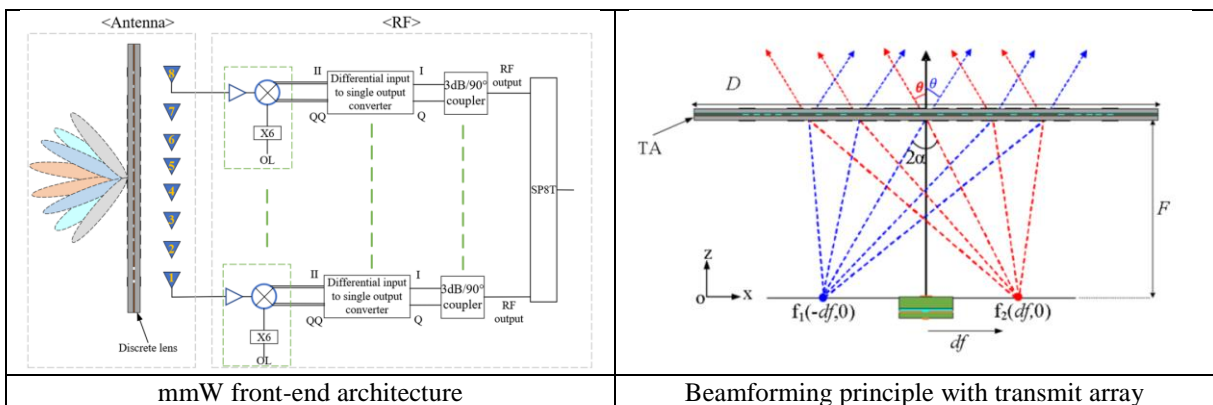 <Antenna>
<RF>
8
7
6
5
4
3
2
1
Discrete lens
X6
OL
II
QQ
Differential input
to single output
converter
I
Q
3dB/90°
coupler
RF
output
SP8T
X6
OL
II
QQ
Differential input
to single output
converter
I
Q
3dB/90°
coupler
RF
output
mmW front-end architecture
D
θ
θ
TA
2α
F
Z
O
X
f₁(-df,0)
f₂(df,0)
df
Beamforming principle with transmit array